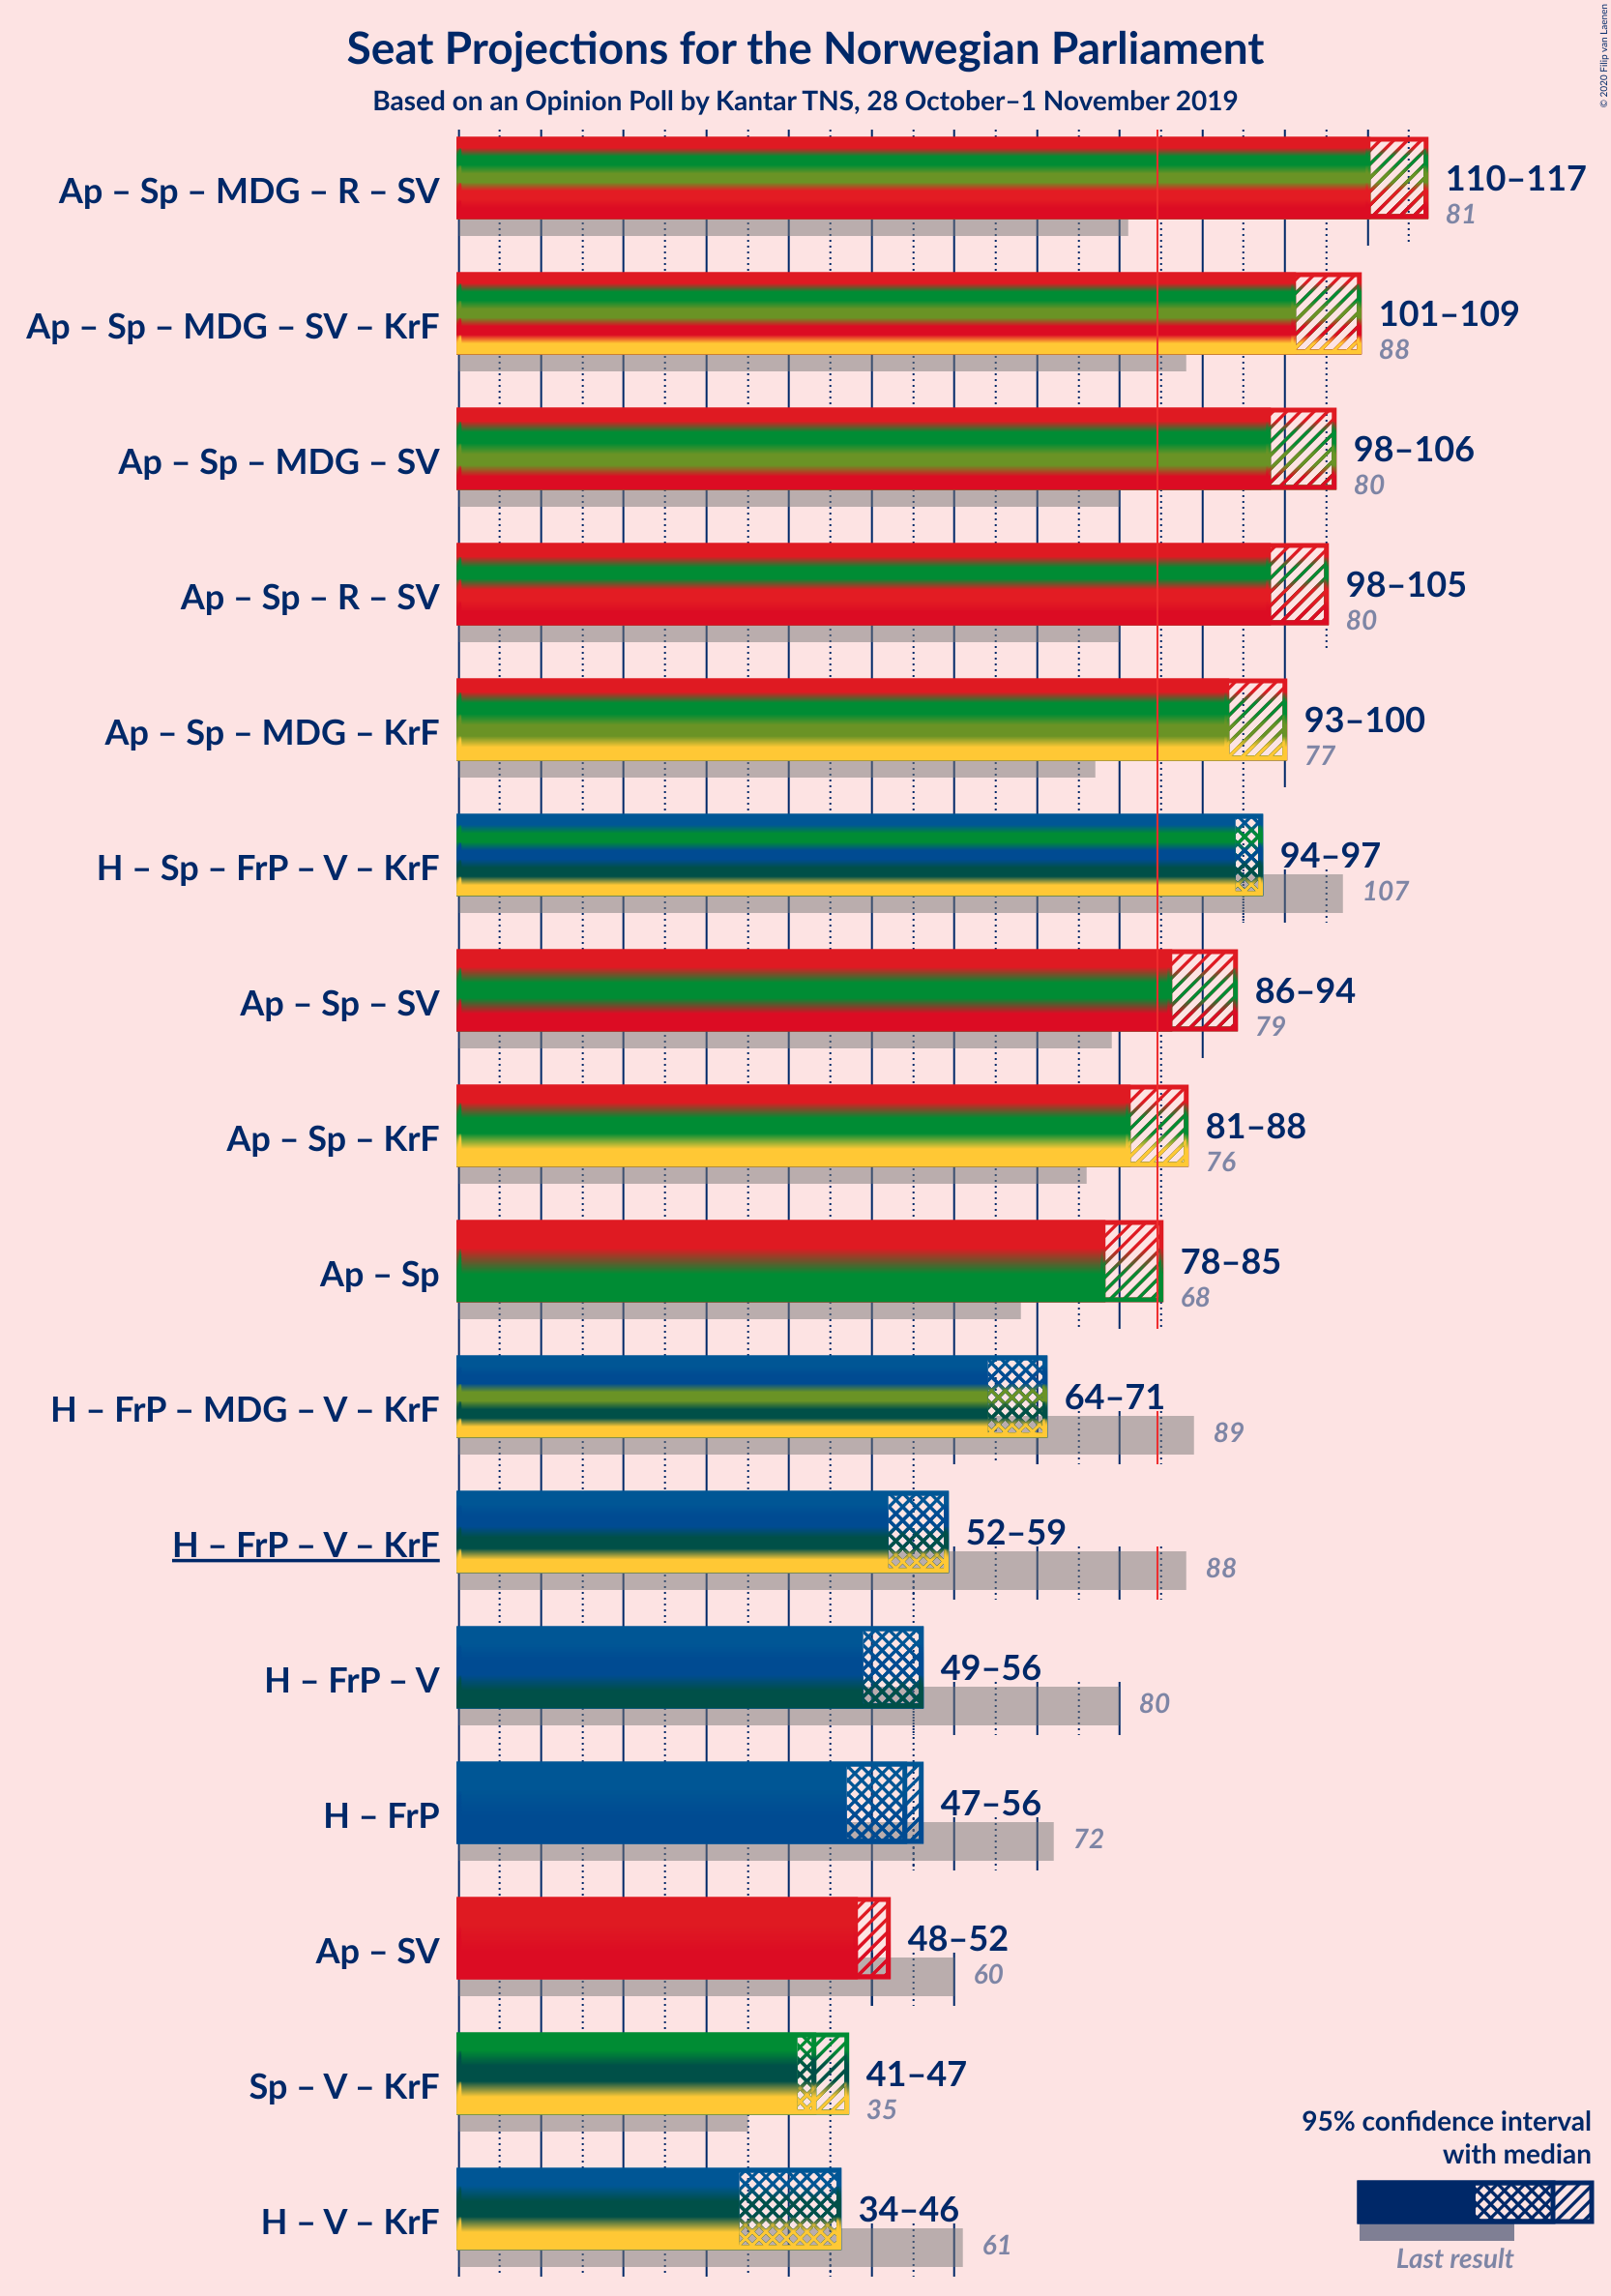 Seat Projections for the Norwegian Parliament
Based on an Opinion Poll by Kantar TNS, 28 October–1 November 2019
© 2020 Filip van Laenen
Ap – Sp – MDG – R – SV
110–117
81
Ap – Sp – MDG – SV – KrF
101–109
88
Ap – Sp – MDG – SV
98–106
80
Ap – Sp – R – SV
98–105
80
Ap – Sp – MDG – KrF
93–100
77
H – Sp – FrP – V – KrF
94–97
107
Ap – Sp – SV
86–94
79
Ap – Sp – KrF
81–88
76
Ap – Sp
78–85
68
H – FrP – MDG – V – KrF
64–71
89
H – FrP – V – KrF
52–59
88
H – FrP – V
49–56
80
H – FrP
47–56
72
Ap – SV
48–52
60
Sp – V – KrF
41–47
35
H – V – KrF
34–46
61
95% confidence interval
with median
Last result